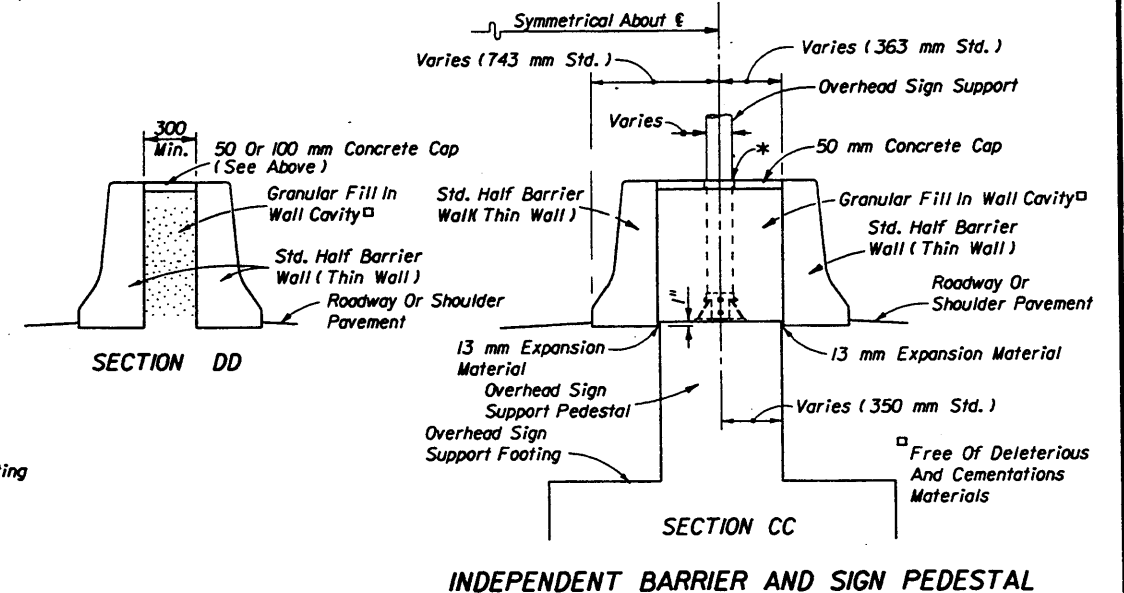 300
Min.
50 Or 100 mm Concrete Cap
(See Above)
Granular Fill In
Wall Cavity□
Std. Half Barrier
Wall (Thin Wall)
Roadway Or Shoulder
Pavement
SECTION DD
ting
Symmetrical About ℄
Varies (743 mm Std.)
Varies (363 mm Std.)
Overhead Sign Support
Varies
*
50 mm Concrete Cap
Std. Half Barrier
Wall( Thin Wall)
Granular Fill In Wall Cavity□
Std. Half Barrier
Wall (Thin Wall)
Roadway Or
Shoulder Pavement
1"
13 mm Expansion
Material
13 mm Expansion Material
Overhead Sign
Support Pedestal
Varies (350 mm Std.)
Overhead Sign
Support Footing
□ Free Of Deleterious
And Cementations
Materials
SECTION CC
INDEPENDENT BARRIER AND SIGN PEDESTAL